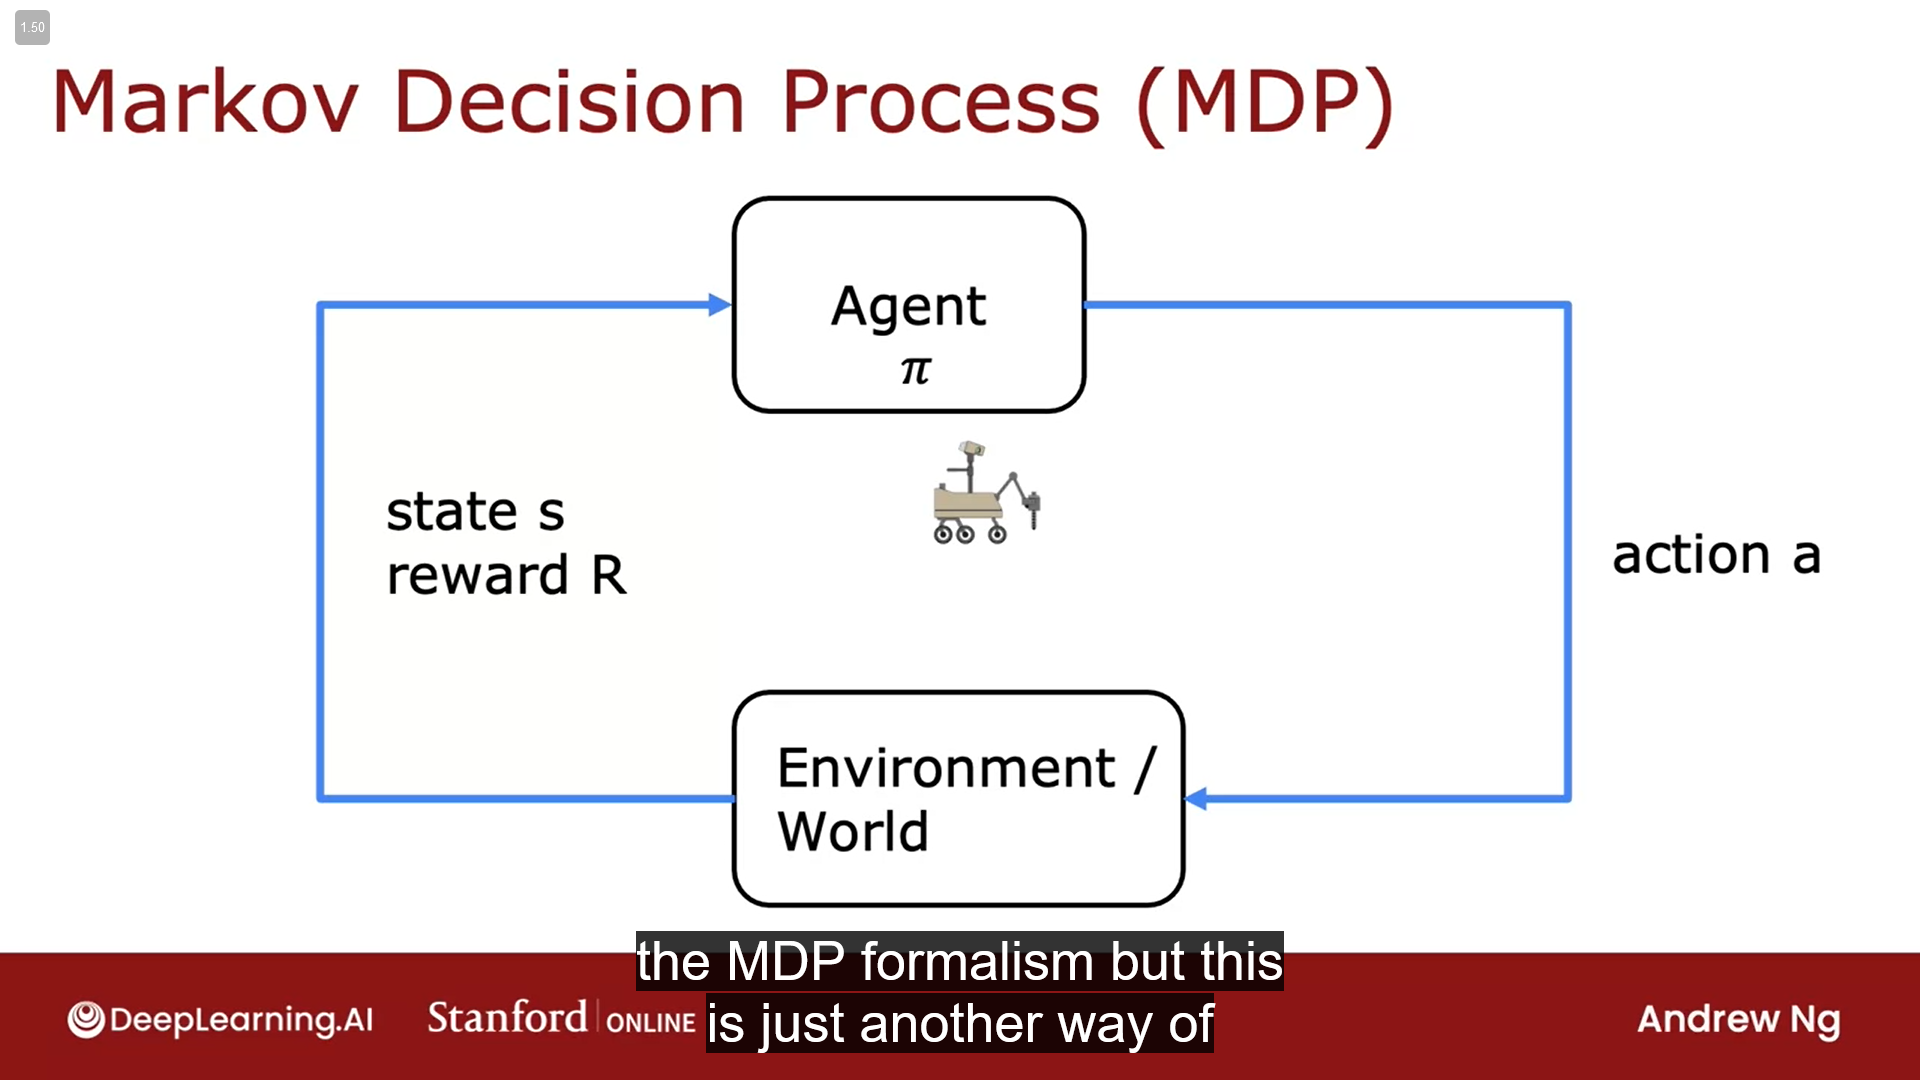 1.50
Markov Decision Process (MDP)
Agent
π
state s
reward R
action a
Environment /
World
the MDP formalism but this
is just another way of
DeepLearning.AI
Stanford | ONLINE
Andrew Ng